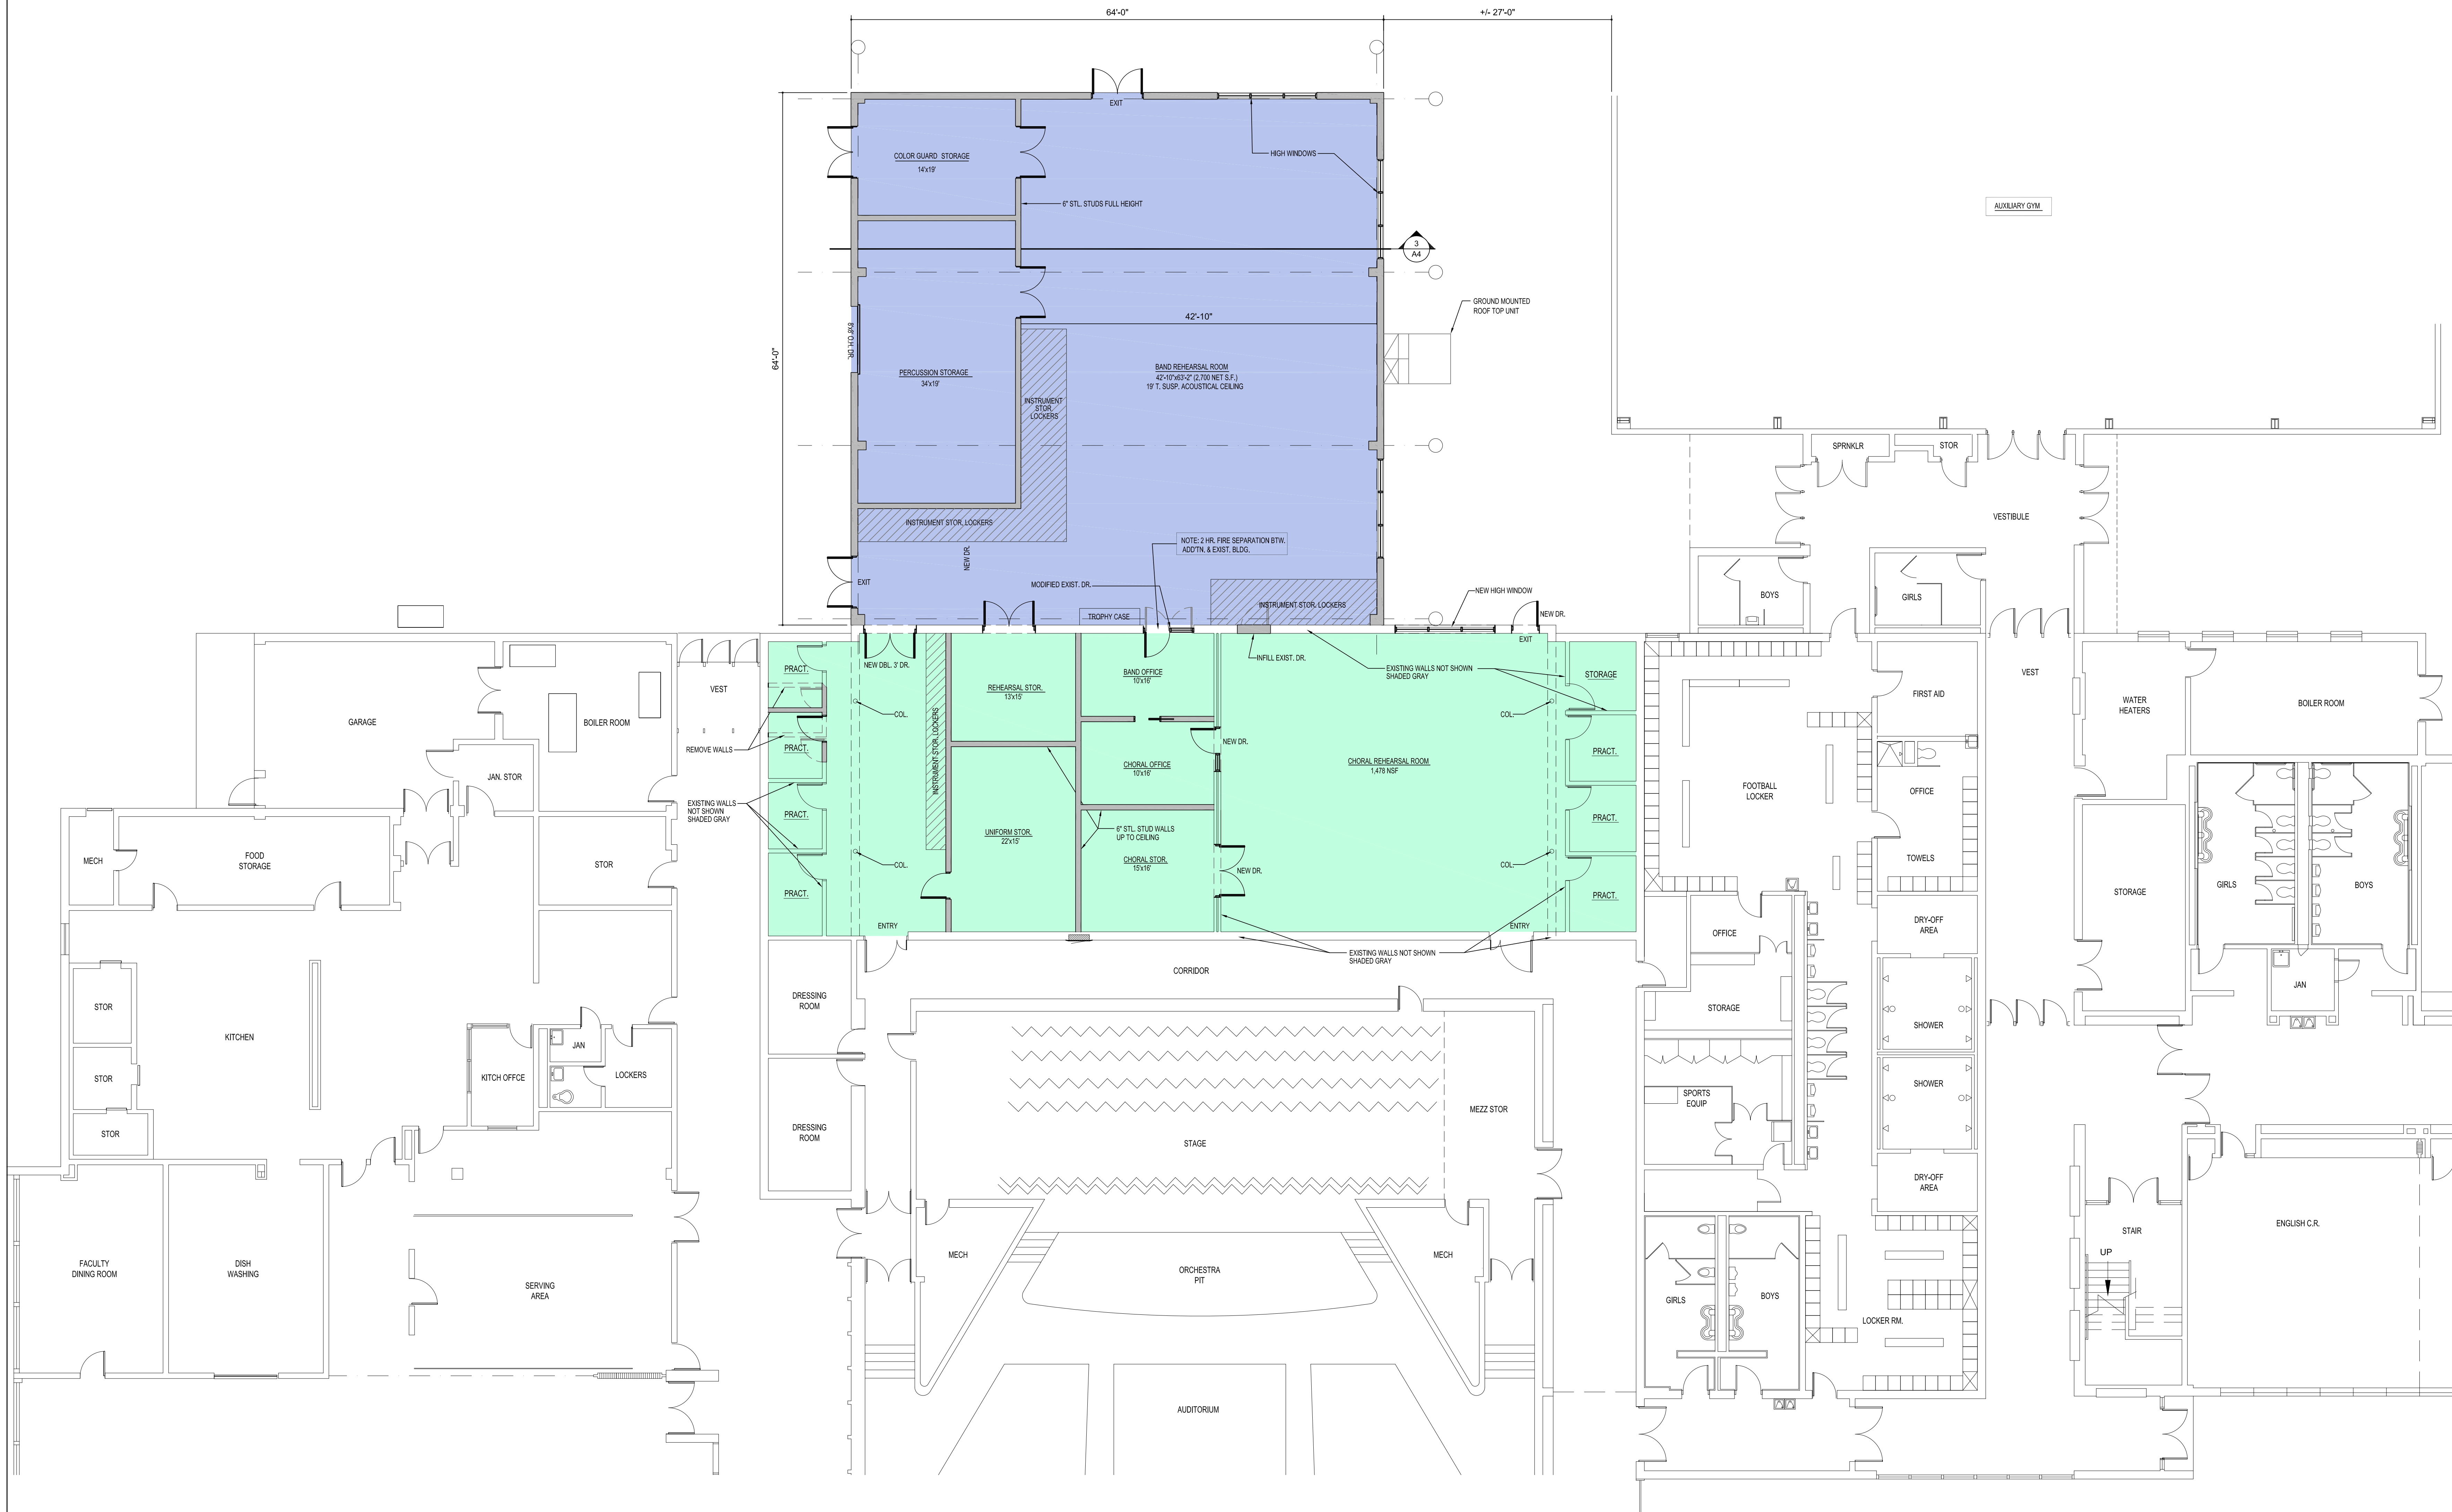 64'-0"
+/- 27'-0"
EXIT
COLOR GUARD STORAGE
14'x19'
HIGH WINDOWS
6" STL. STUDS FULL HEIGHT
AUXILIARY GYM
3
A4
GROUND MOUNTED
ROOF TOP UNIT
42'-10"
8'X8' O.H. DR.
64'-0"
PERCUSSION STORAGE
34'x19'
BAND REHEARSAL ROOM
42'-10"x63'-2" (2,700 NET S.F.)
19' T. SUSP. ACOUSTICAL CEILING
INSTRUMENT
STOR.
LOCKERS
SPRNKLR
STOR
INSTRUMENT STOR. LOCKERS
VESTIBULE
NEW DR.
NOTE: 2 HR. FIRE SEPARATION BTW.
ADD'TN. & EXIST. BLDG.
EXIT
MODIFIED EXIST. DR.
NEW HIGH WINDOW
BOYS
GIRLS
INSTRUMENT STOR. LOCKERS
TROPHY CASE
NEW DR.
EXIT
NEW DBL. 3' DR.
INFILL EXIST. DR.
PRACT.
EXISTING WALLS NOT SHOWN
SHADED GRAY
STORAGE
BAND OFFICE
10'x16'
VEST
REHEARSAL STOR.
13'x15'
VEST
FIRST AID
WATER
HEATERS
BOILER ROOM
GARAGE
BOILER ROOM
COL.
COL.
REMOVE WALLS
PRACT.
INSTRUMENT STOR. LOCKERS
NEW DR.
CHORAL OFFICE
10'x16'
CHORAL REHEARSAL ROOM
1,478 NSF
PRACT.
JAN. STOR
FOOTBALL
LOCKER
OFFICE
EXISTING WALLS
NOT SHOWN
SHADED GRAY
PRACT.
PRACT.
UNIFORM STOR.
22'x15'
6" STL. STUD WALLS
UP TO CEILING
MECH
FOOD
STORAGE
STOR
COL.
CHORAL STOR.
15'x16'
NEW DR.
COL.
TOWELS
PRACT.
PRACT.
STORAGE
GIRLS
BOYS
ENTRY
ENTRY
DRY-OFF
AREA
OFFICE
EXISTING WALLS NOT SHOWN
SHADED GRAY
CORRIDOR
JAN
DRESSING
ROOM
STOR
STORAGE
KITCHEN
SHOWER
JAN
STOR
KITCH OFFCE
LOCKERS
SHOWER
SPORTS
EQUIP
MEZZ STOR
STOR
DRESSING
ROOM
STAGE
DRY-OFF
AREA
ENGLISH C.R.
STAIR
UP
MECH
MECH
FACULTY
DINING ROOM
DISH
WASHING
ORCHESTRA
PIT
SERVING
AREA
GIRLS
BOYS
LOCKER RM.
AUDITORIUM